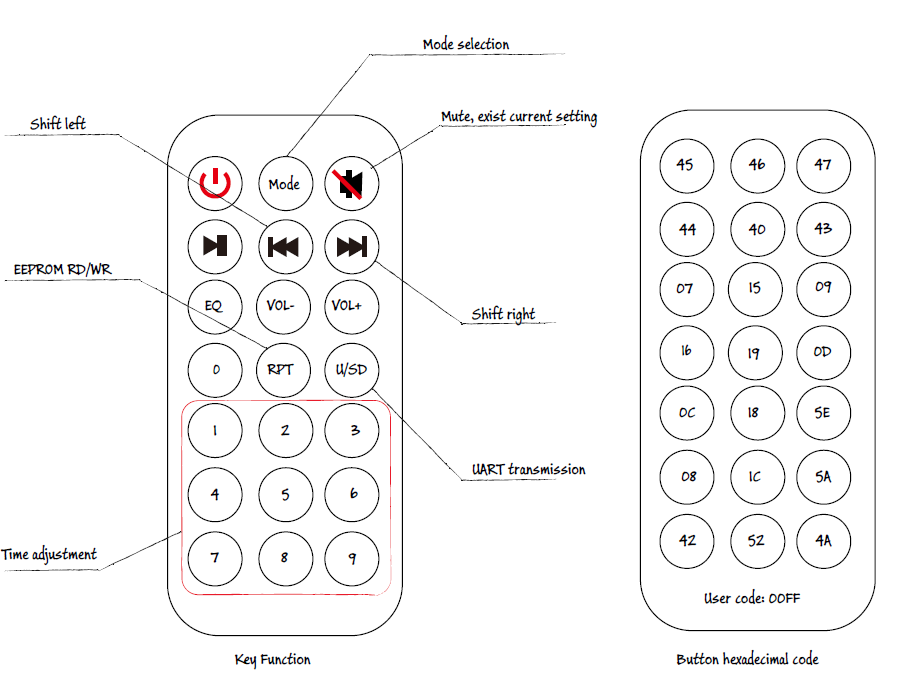 Mode selection
Mute, exist current setting
Shift left
Mode
EEPROM RD/WR
EQ VOL- VOL+
Shift right
0 RPT U/SD
1 2 3
UART transmission
4 5 6
Time adjustment
7 8 9
Key Function
45 46 47
44 40 43
07 15 09
16 19 0D
0C 18 5E
08 1C 5A
42 52 4A
User code: 00FF
Button hexadecimal code